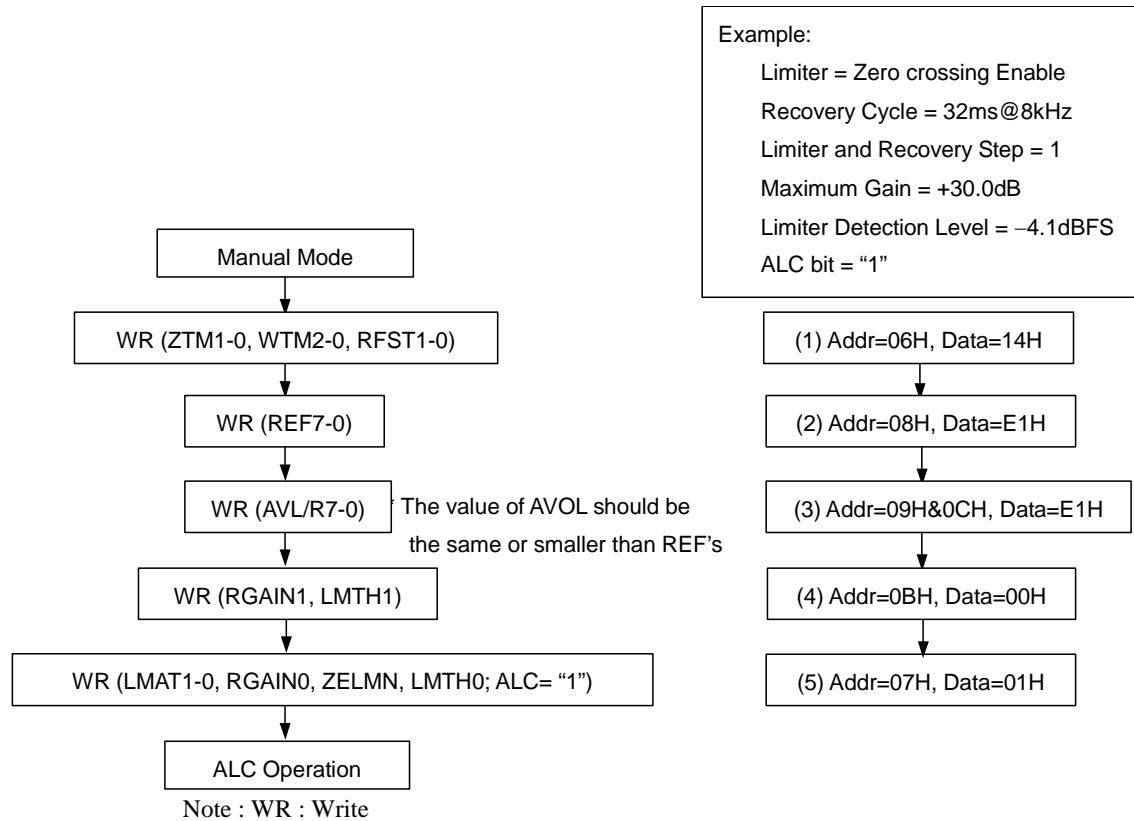 Example:
Limiter = Zero crossing Enable
Recovery Cycle = 32ms@8kHz
Limiter and Recovery Step = 1
Maximum Gain = +30.0dB
Limiter Detection Level = −4.1dBFS
ALC bit = “1”
Manual Mode
WR (ZTM1-0, WTM2-0, RFST1-0)
WR (REF7-0)
WR (AVL/R7-0)
* The value of AVOL should be
the same or smaller than REF’s
WR (RGAIN1, LMTH1)
WR (LMAT1-0, RGAIN0, ZELMN, LMTH0; ALC= “1”)
ALC Operation
Note : WR : Write
(1) Addr=06H, Data=14H
(2) Addr=08H, Data=E1H
(3) Addr=09H&0CH, Data=E1H
(4) Addr=0BH, Data=00H
(5) Addr=07H, Data=01H